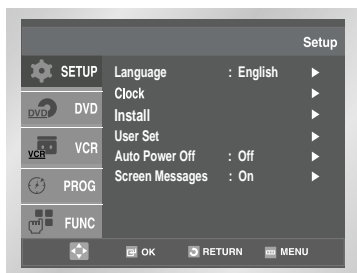 Setup
SETUP
DVD DVD
VCR VCR
PROG
FUNC
Language : English
Clock
Install
User Set
Auto Power Off : Off
Screen Messages : On
OK RETURN MENU